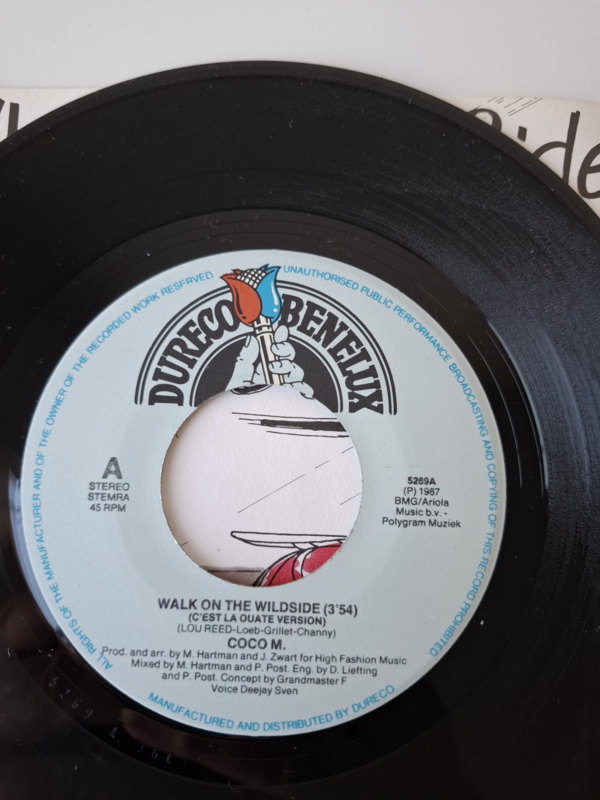 ide
ALL RIGHTS OF THE MANUFACTURER AND OF THE OWNER OF THE RECORDED WORK RESERVED. UNAUTHORISED PUBLIC PERFORMANCE BROADCASTING AND COPYING OF THIS RECORD PROHIBITED
DURECO BENELUX
A
STEREO
STEMRA
45 RPM
5269A
(P) 1987
BMG/Ariola
Music b.v. -
Polygram Muziek
WALK ON THE WILDSIDE (3'54)
(C'EST LA OUATE VERSION)
(LOU REED-Loeb-Grillet-Channy)
COCO M.
Prod. and arr. by M. Hartman and J. Zwart for High Fashion Music
Mixed by M. Hartman and P. Post. Eng. by D. Liefting
and P. Post. Concept by Grandmaster F
Voice Deejay Sven
MANUFACTURED AND DISTRIBUTED BY DURECO